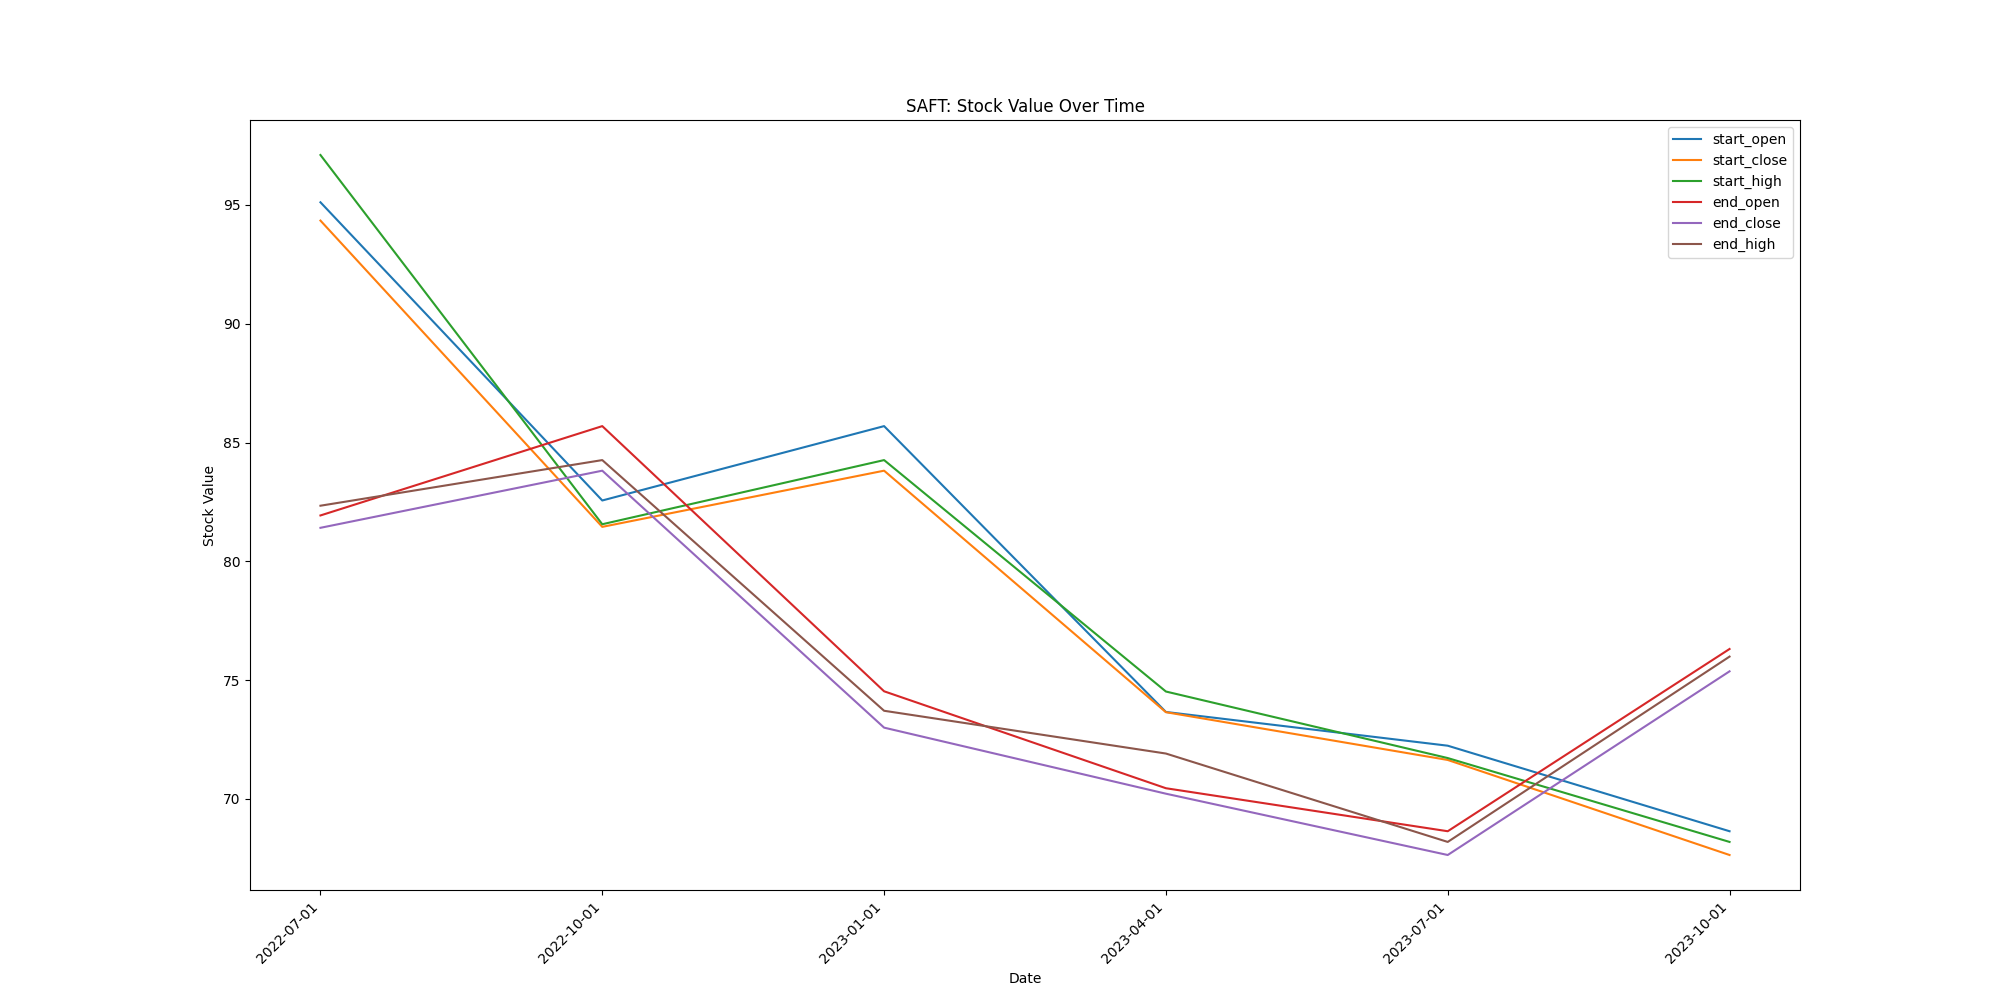 SAFT: Stock Value Over Time
start_open
start_close
start_high
end_open
end_close
end_high
Stock Value
95
90
85
80
75
70
2022-07-01
2022-10-01
2023-01-01
2023-04-01
2023-07-01
2023-10-01
Date